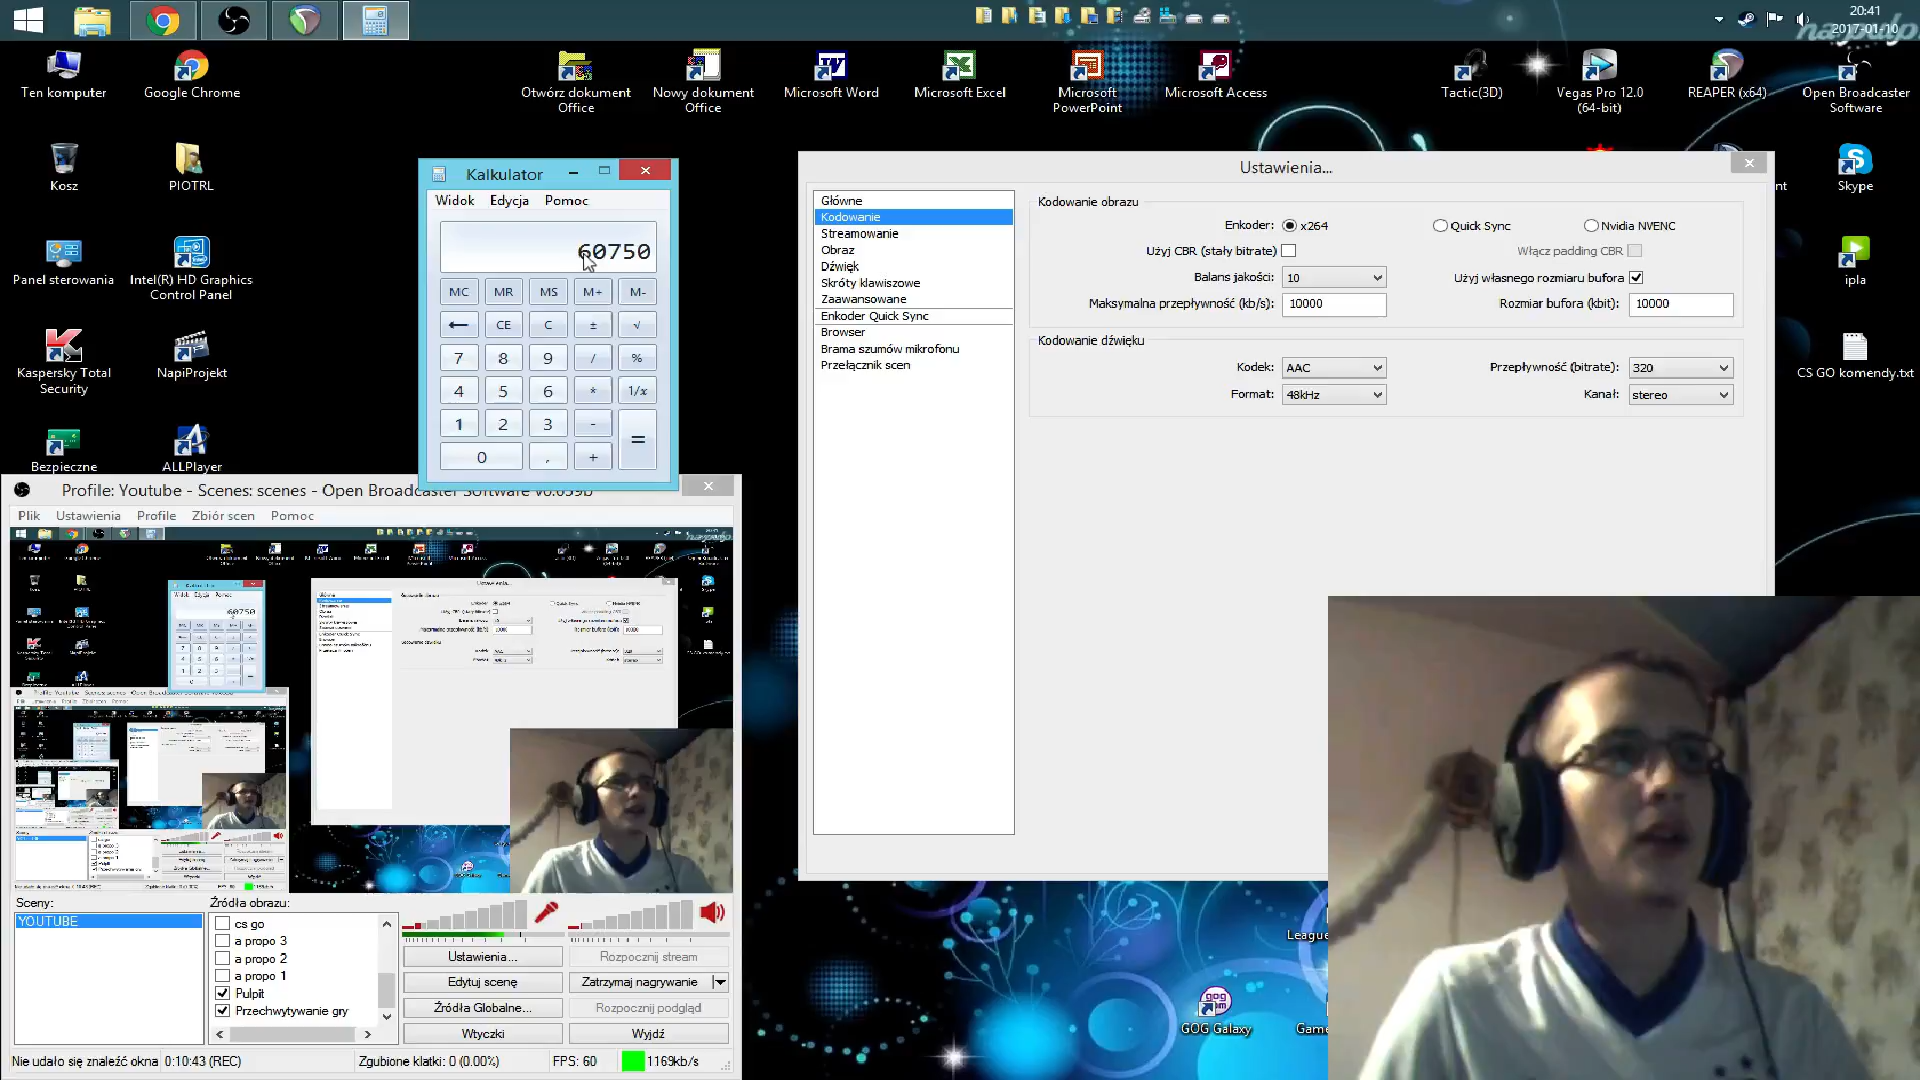 20:41
2017-01-10
Ten komputer
Google Chrome
Otwórz dokument
Office
Nowy dokument
Office
Microsoft Word
Microsoft Excel
Microsoft
PowerPoint
Microsoft Access
Tactic(3D)
Vegas Pro 12.0
(64-bit)
REAPER (x64)
Open Broadcaster
Software
Kosz
PIOTRL
Skype
Panel sterowania
Intel(R) HD Graphics
Control Panel
ipla
Kaspersky Total
Security
NapiProjekt
CS GO komendy.txt
Bezpieczne
ALLPlayer
Kalkulator
Widok Edycja Pomoc
60750
MC MR MS M+ M-
← CE C ± √
7 8 9 / %
4 5 6 * 1/x
1 2 3 - =
0 , +
Ustawienia...
Główne
Kodowanie
Streamowanie
Obraz
Dźwięk
Skróty klawiszowe
Zaawansowane
Enkoder Quick Sync
Browser
Brama szumów mikrofonu
Przełącznik scen
Kodowanie obrazu
Enkoder: x264 Quick Sync Nvidia NVENC
Użyj CBR (stały bitrate) Włącz padding CBR
Balans jakości: 10 Użyj własnego rozmiaru bufora
Maksymalna przepływność (kb/s): 10000 Rozmiar bufora (kbit): 10000
Kodowanie dźwięku
Kodek: AAC Przepływność (bitrate): 320
Format: 48kHz Kanał: stereo
Profile: Youtube - Scenes: scenes - Open Broadcaster Software v0.659b
Plik Ustawienia Profile Zbiór scen Pomoc
Sceny:
YOUTUBE
Źródła obrazu:
cs go
a propo 3
a propo 2
a propo 1
Pulpit
Przechwytywanie gry
Ustawienia... Rozpocznij stream
Edytuj scenę Zatrzymaj nagrywanie
Źródła Globalne... Rozpocznij podgląd
Wtyczki Wyjdź
Nie udało się znaleźć okna 0:10:43 (REC) Zgubione klatki: 0 (0.00%) FPS: 60 1169kb/s
League
GOG Galaxy
Game